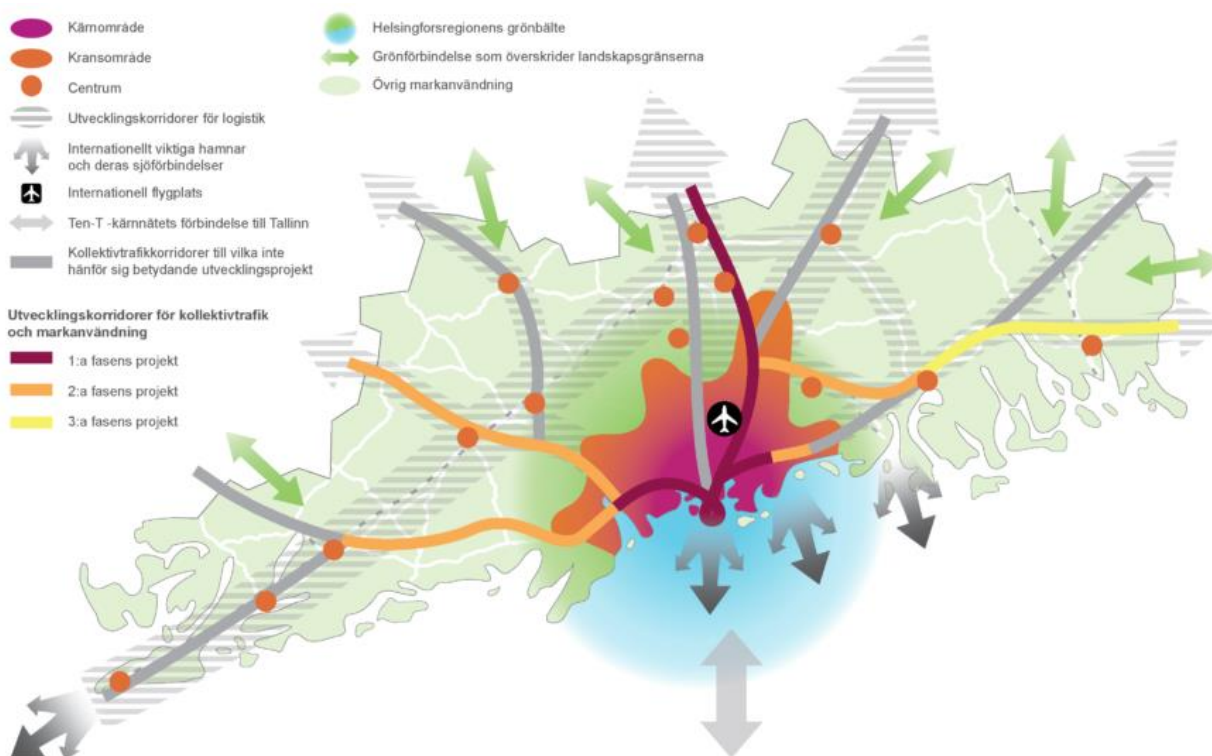 Kärnområde
Kransområde
Centrum
Utvecklingskorridorer för logistik
Internationellt viktiga hamnar
och deras sjöförbindelser
Internationell flygplats
Ten-T -kärnnåtets förbindelse till Tallinn
Kollektivtrafikkorridorer till vilka inte
hänför sig betydande utvecklingsprojekt
Utvecklingskorridorer för kollektivtrafik
och markanvändning
1:a fasens projekt
2:a fasens projekt
3:a fasens projekt
Helsingforsregionens grönbälte
Grönförbindelse som överskrider landskapsgränserna
Övrig markanvändning